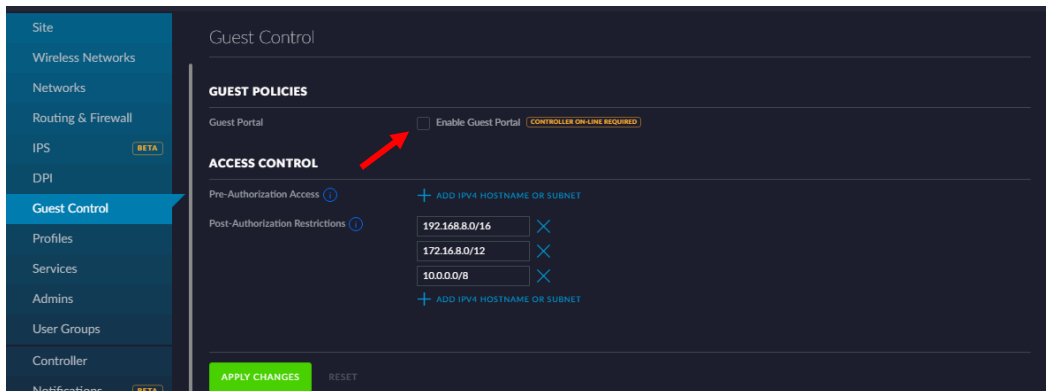 Site
Wireless Networks
Networks
Routing & Firewall
IPS BETA
DPI
Guest Control
Profiles
Services
Admins
User Groups
Controller
Notifications BETA
Guest Control
GUEST POLICIES
Guest Portal Enable Guest Portal CONTROLLER ON-LINE REQUIRED
ACCESS CONTROL
Pre-Authorization Access i + ADD IPV4 HOSTNAME OR SUBNET
Post-Authorization Restrictions i 192.168.8.0/16
172.16.8.0/12
10.0.0.0/8
+ ADD IPV4 HOSTNAME OR SUBNET
APPLY CHANGES RESET